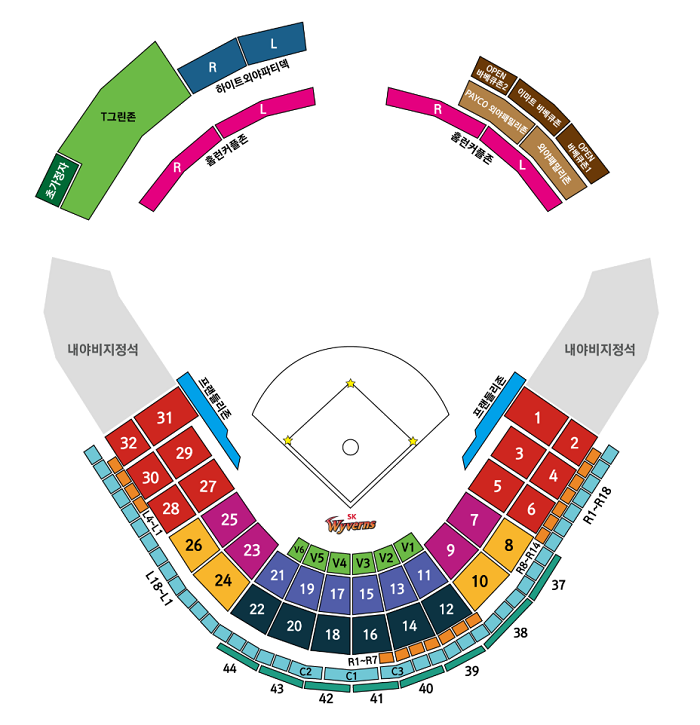 L
R
하이트외야파티덱
T그린존
초가정자
L
R
홈런커플존
R
L
홈런커플존
OPEN
바베큐존2
이마트 바베큐존
OPEN
바베큐존1
PAYCO 외야패밀리존
외야패밀리존
내야비지정석
내야비지정석
프랜들리존
프랜들리존
31
32
29
30
27
28
25
26
23
24
21
22
19
20
17
18
15
16
13
14
11
12
9
10
7
8
5
6
3
4
1
2
V6
V5
V4
V3
V2
V1
SK
Wyverns
L4~L1
L18~L1
R1~R18
R8~R14
R1~R7
C2
C1
C3
44
43
42
41
40
39
38
37